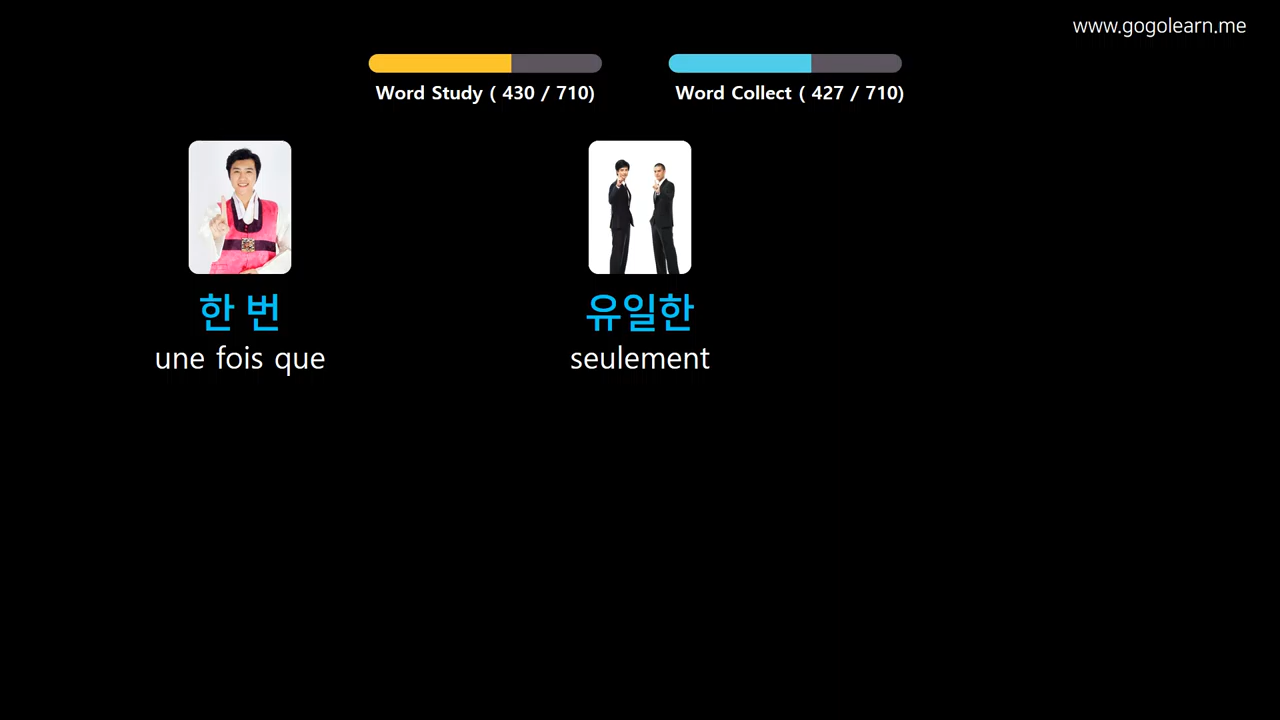 www.gogolearn.me
Word Study ( 430 / 710)
Word Collect ( 427 / 710)
한 번
une fois que
유일한
seulement